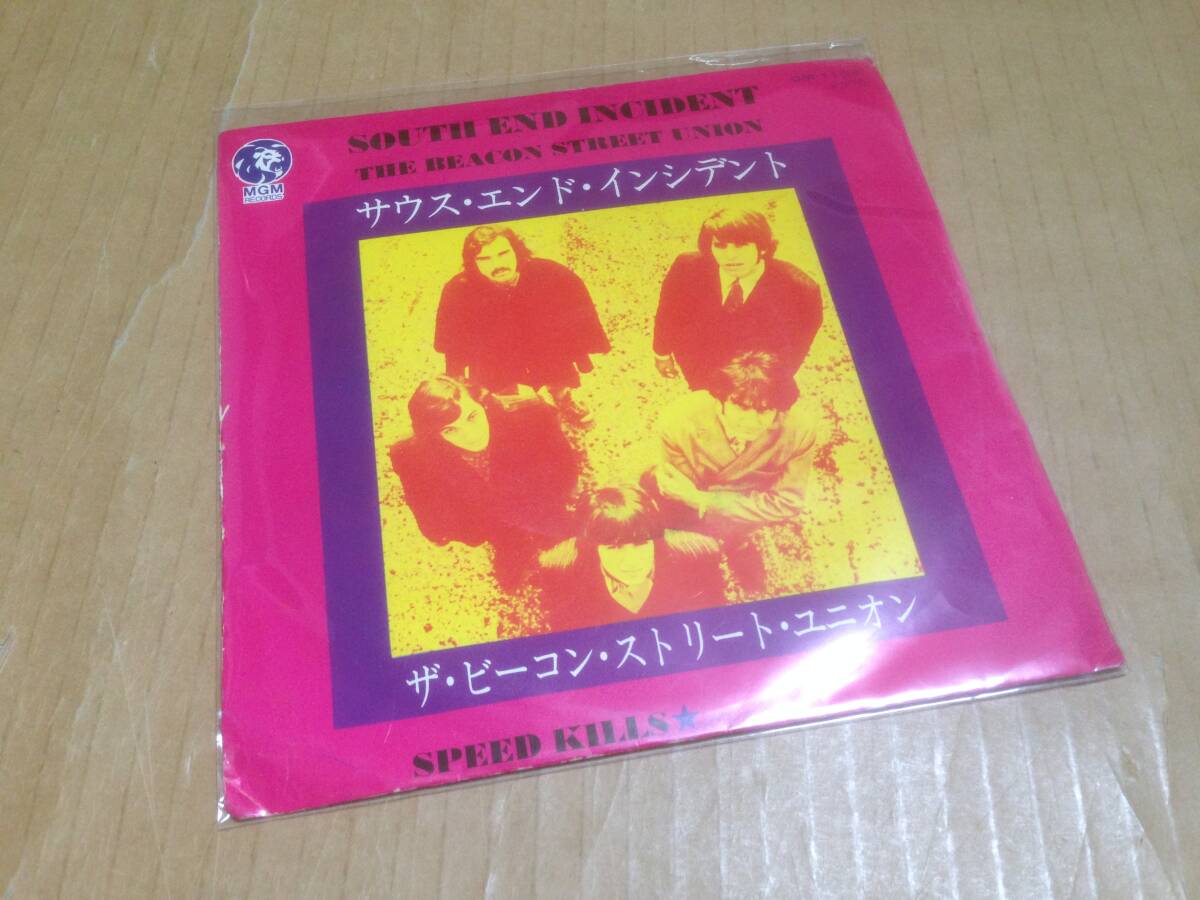 SOUTH END INCIDENT
THE BEACON STREET UNION
MGM
RECORDS
サウス・エンド・インシデント
ザ・ビーコン・ストリート・ユニオン
SPEED KILLS★